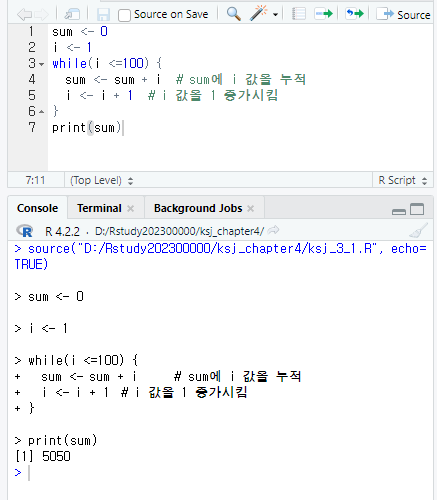 Source on Save
Source
1 sum <- 0
2 i <- 1
3 while(i <=100) {
4 sum <- sum + i # sum에 i 값을 누적
5 i <- i + 1 # i 값을 1 증가시킴
6 }
7 print(sum)
7:11 (Top Level) R Script
Console Terminal Background Jobs
R 4.2.2 · D:/Rstudy202300000/ksj_chapter4/
> source("D:/Rstudy202300000/ksj_chapter4/ksj_3_1.R", echo=
TRUE)
> sum <- 0
> i <- 1
> while(i <=100) {
+ sum <- sum + i # sum에 i 값을 누적
+ i <- i + 1 # i 값을 1 증가시킴
+ }
> print(sum)
[1] 5050
>